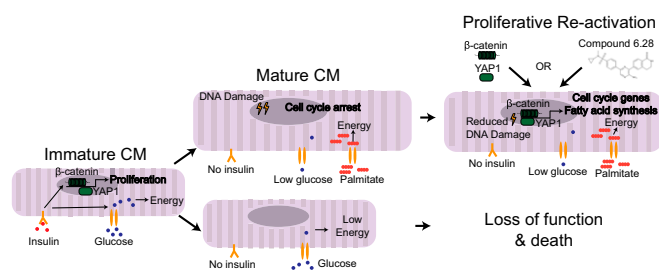 Proliferative Re-activation
β-catenin
YAP1
OR
Compound 6.28
Mature CM
DNA Damage
Cell cycle arrest
Energy
No insulin
Low glucose
Palmitate
β-catenin
YAP1
Cell cycle genes
Fatty acid synthesis
Energy
Reduced
DNA Damage
No insulin
Low glucose
Palmitate
Immature CM
β-catenin
YAP1
Proliferation
Energy
Insulin
Glucose
Low
Energy
No insulin
Glucose
Loss of function
& death